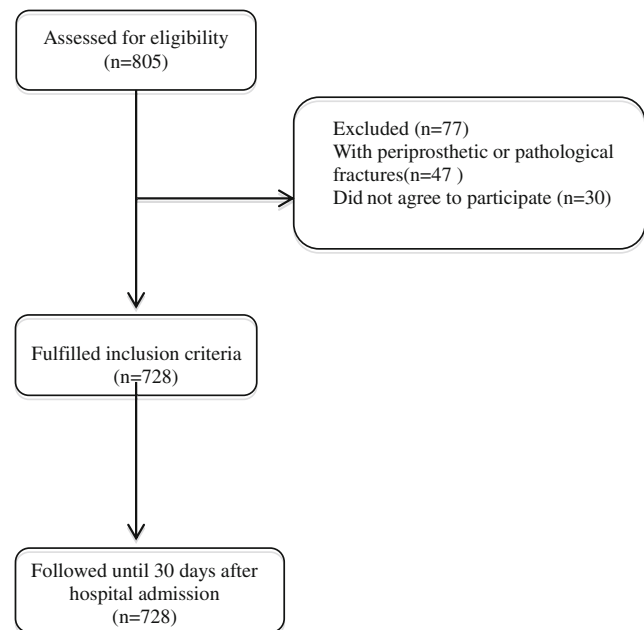 Assessed for eligibility
(n=805)
Excluded (n=77)
With periprosthetic or pathological
fractures(n=47 )
Did not agree to participate (n=30)
Fulfilled inclusion criteria
(n=728)
Followed until 30 days after
hospital admission
(n=728)